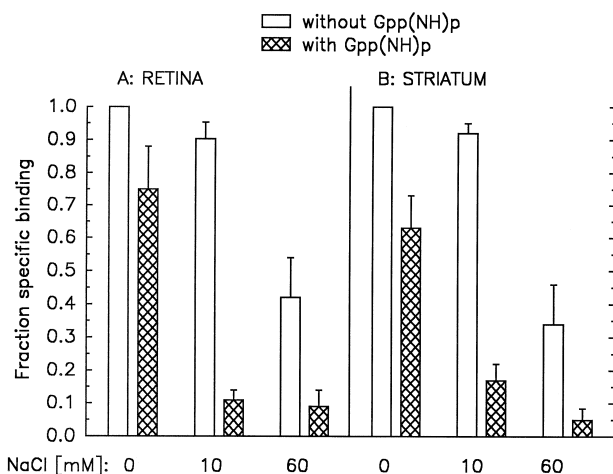 without Gpp(NH)p
with Gpp(NH)p
A: RETINA
B: STRIATUM
Fraction specific binding
1.0
0.9
0.8
0.7
0.6
0.5
0.4
0.3
0.2
0.1
0.0
NaCl [mM]: 0 10 60 0 10 60